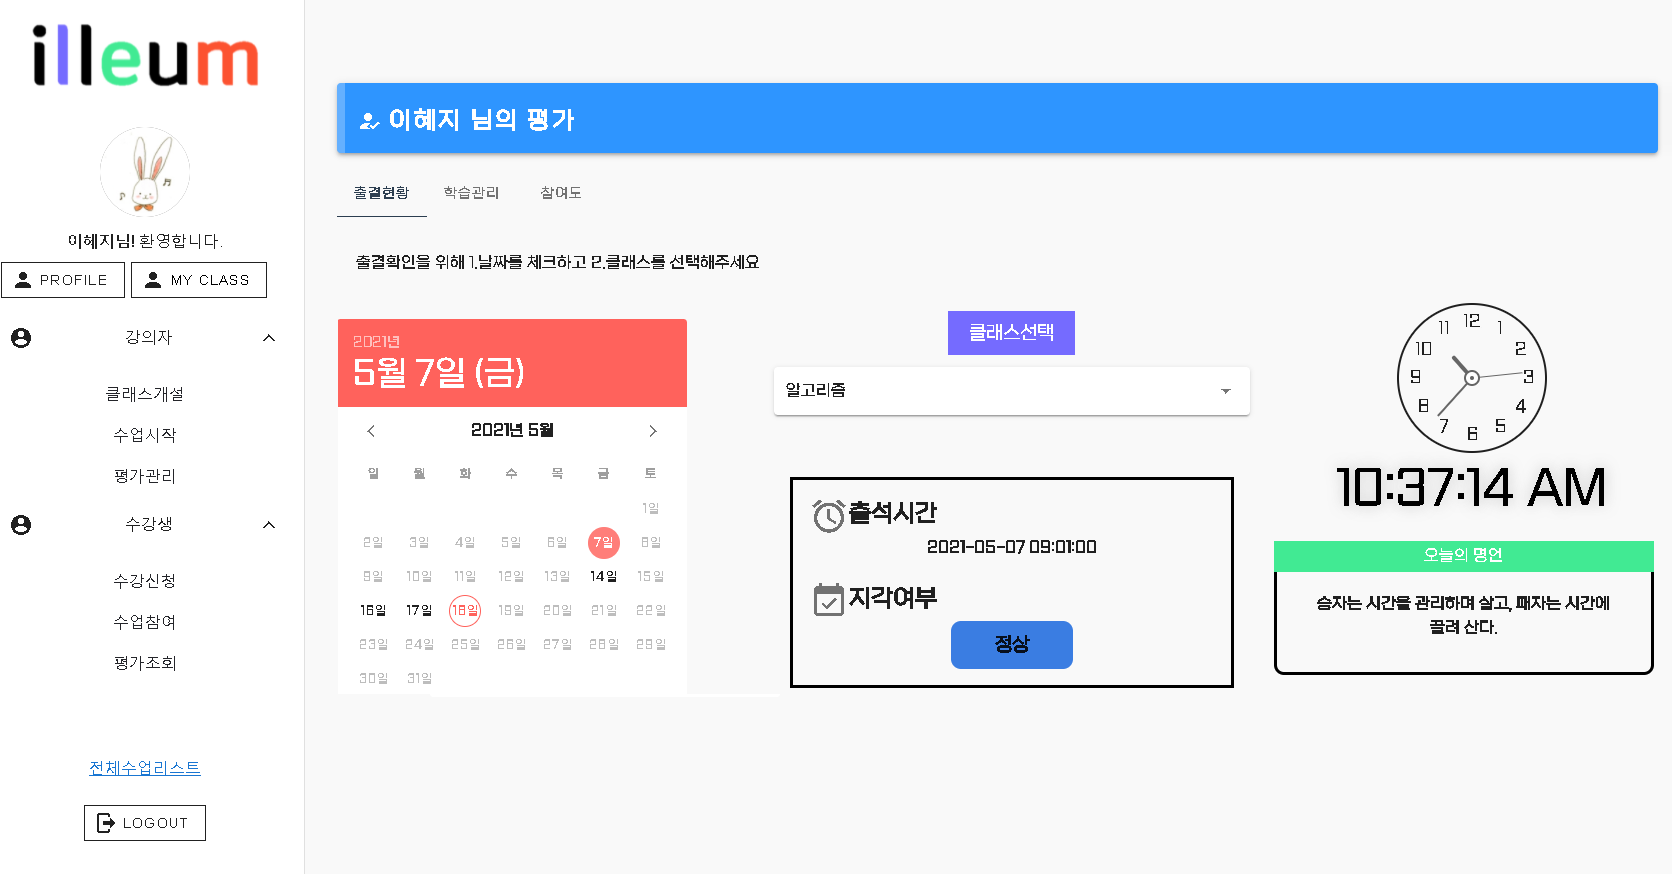 illeum
이혜지님! 환영합니다.
PROFILE
MY CLASS
강의자
클래스개설
수업시작
평가관리
수강생
수강신청
수업참여
평가조회
전체수업리스트
LOGOUT
이혜지 님의 평가
출결현황 학습관리 참여도
출결확인을 위해 1.날짜를 체크하고 2.클래스를 선택해주세요
2021년
5월 7일 (금)
2021년 5월
일 월 화 수 목 금 토
1일
2일 3일 4일 5일 6일 7일 8일
9일 10일 11일 12일 13일 14일 15일
16일 17일 18일 19일 20일 21일 22일
23일 24일 25일 26일 27일 28일 29일
30일 31일
클래스선택
알고리즘
출석시간
2021-05-07 09:01:00
지각여부
정상
12 1 2 3 4 5 6 7 8 9 10 11
10:37:14 AM
오늘의 명언
승자는 시간을 관리하며 살고, 패자는 시간에
끌려 산다.